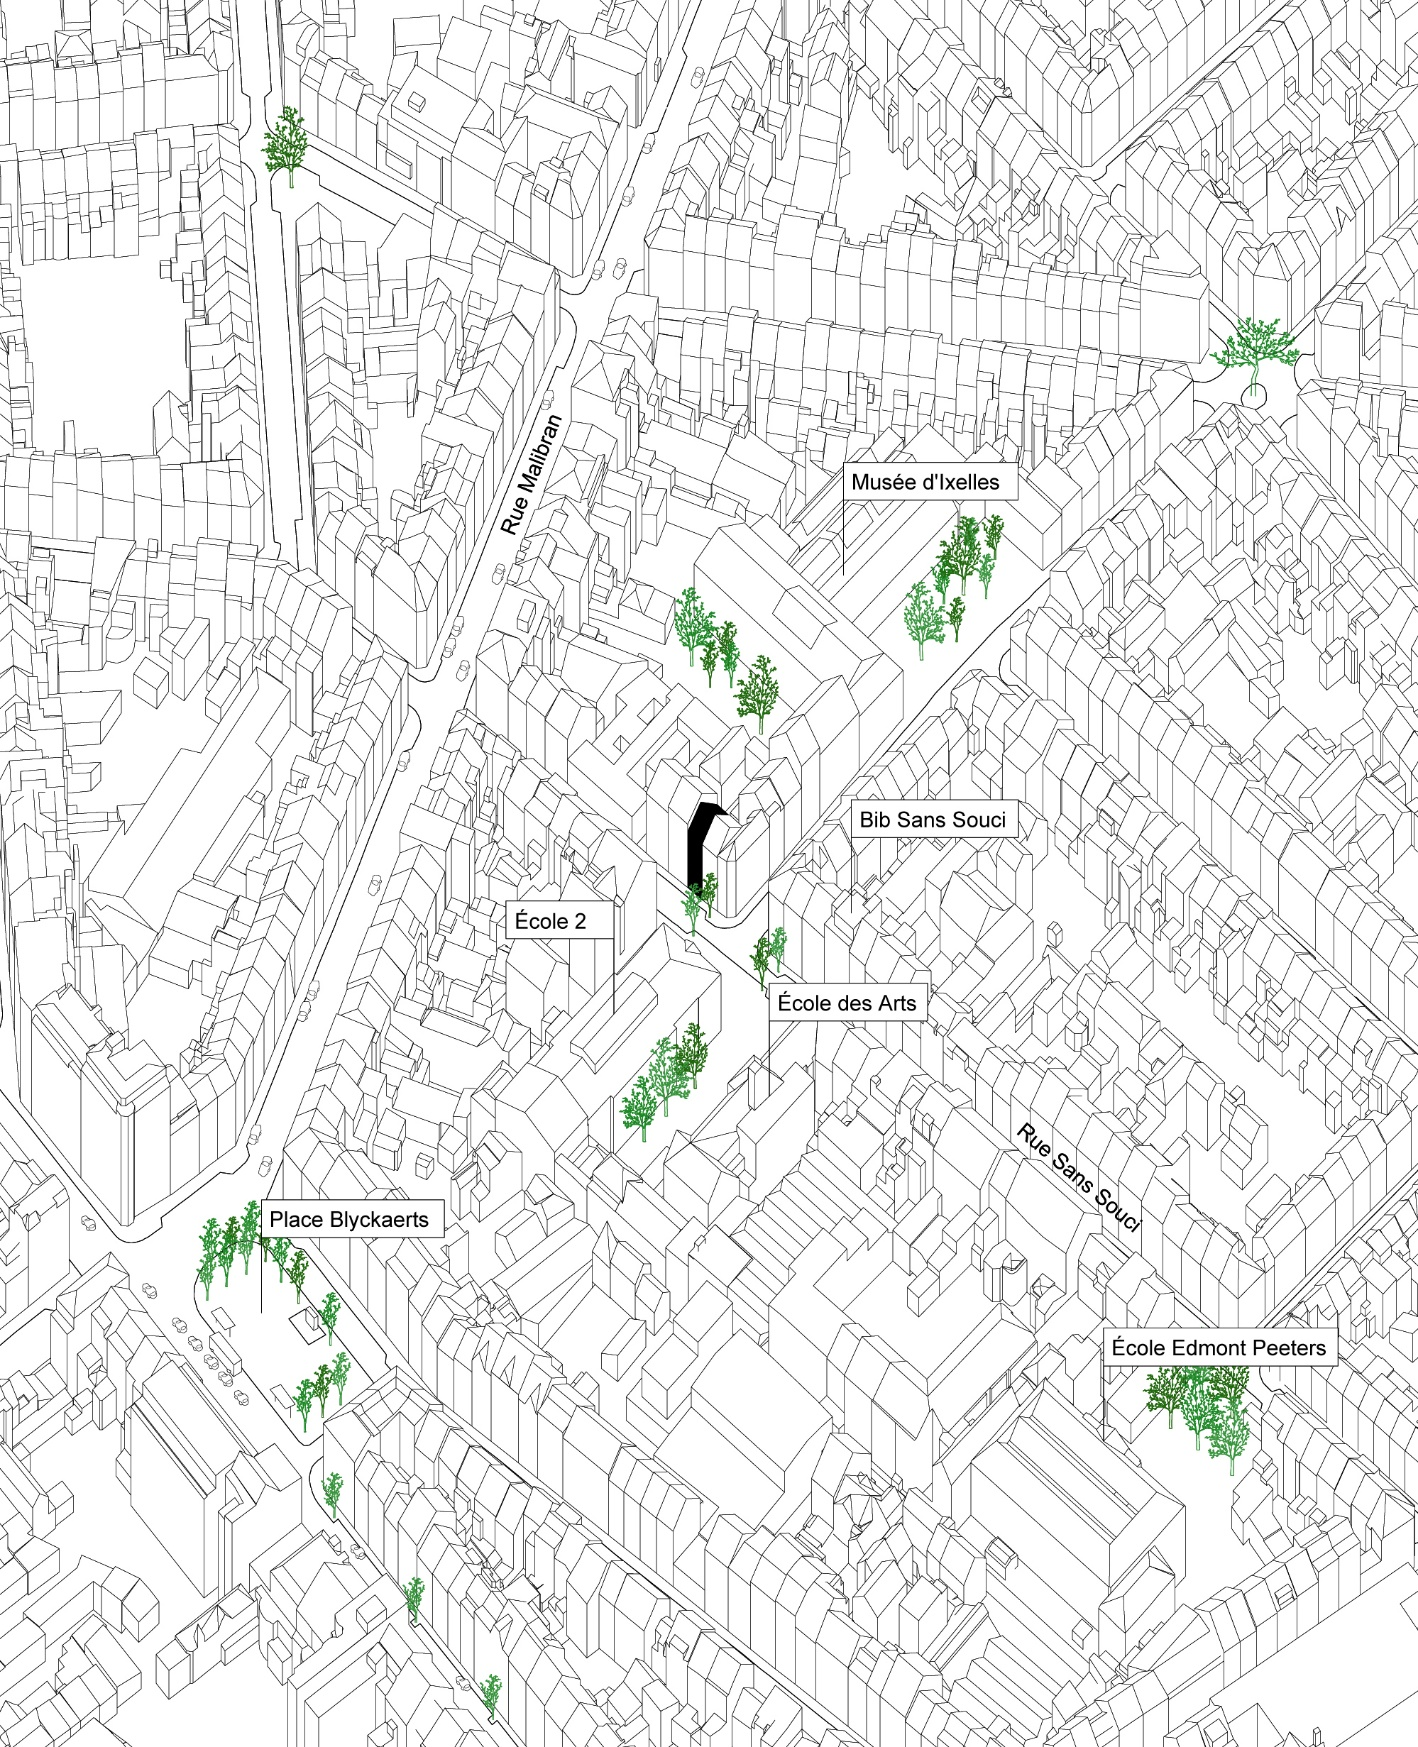 Rue Malibran
Musée d'Ixelles
Bib Sans Souci
École 2
École des Arts
Rue Sans Souci
Place Blyckaerts
École Edmont Peeters